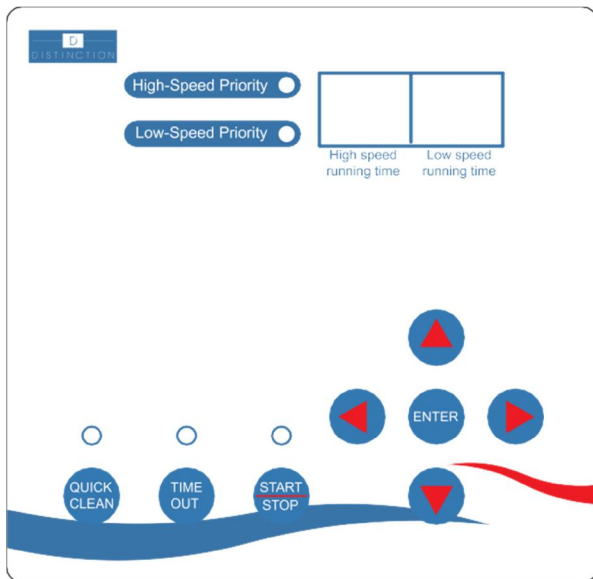 D
DISTINCTION
High-Speed Priority
Low-Speed Priority
High speed
running time
Low speed
running time
ENTER
QUICK
CLEAN
TIME
OUT
START
STOP